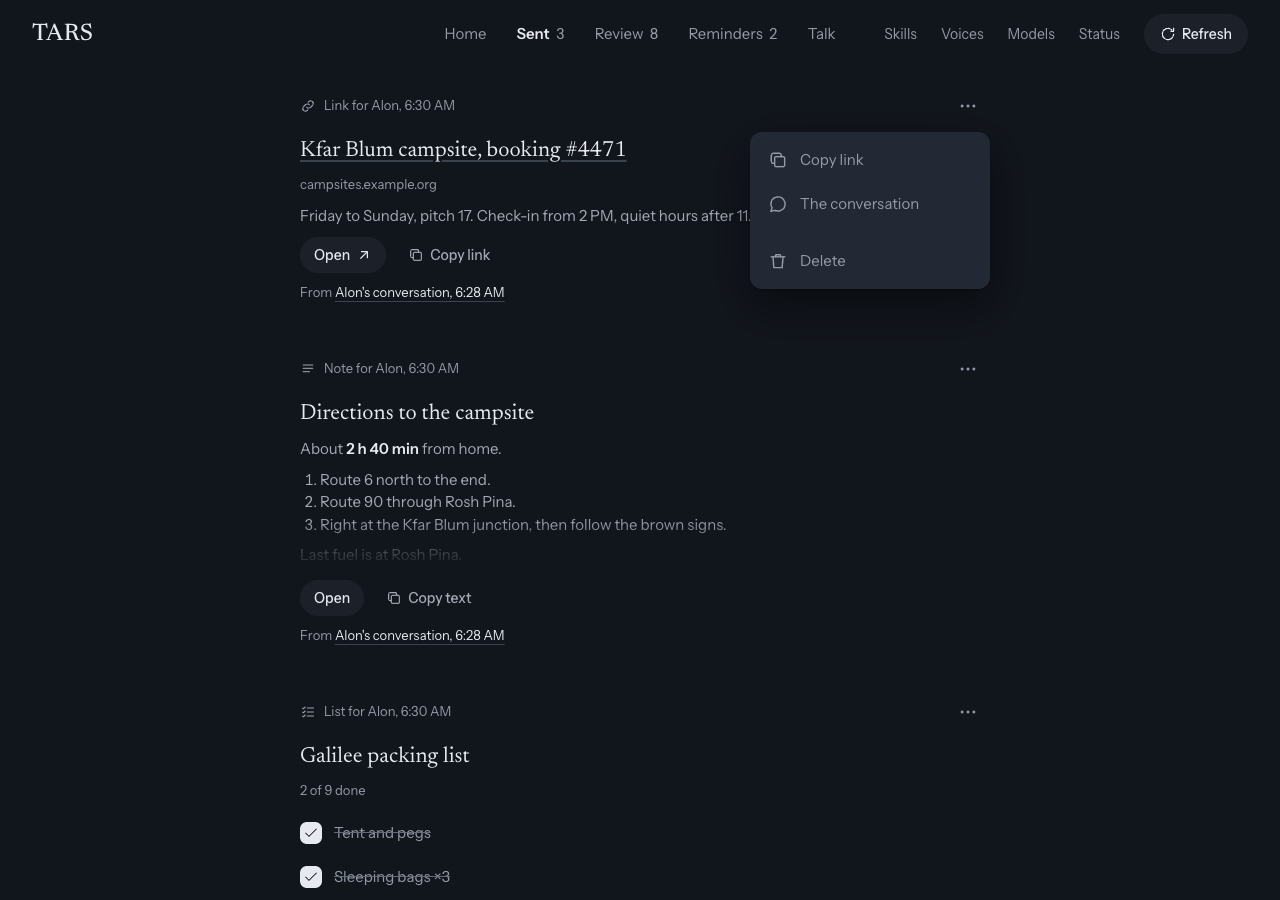 TARS
Home Sent 3 Review 8 Reminders 2 Talk Skills Voices Models Status Refresh
Link for Alon, 6:30 AM
Kfar Blum campsite, booking #4471
campsites.example.org
Friday to Sunday, pitch 17. Check-in from 2 PM, quiet hours after 11.
Open Copy link
From Alon's conversation, 6:28 AM
Copy link
The conversation
Delete
Note for Alon, 6:30 AM
Directions to the campsite
About 2 h 40 min from home.
1. Route 6 north to the end.
2. Route 90 through Rosh Pina.
3. Right at the Kfar Blum junction, then follow the brown signs.
Last fuel is at Rosh Pina.
Open Copy text
From Alon's conversation, 6:28 AM
List for Alon, 6:30 AM
Galilee packing list
2 of 9 done
Tent and pegs
Sleeping bags ×3